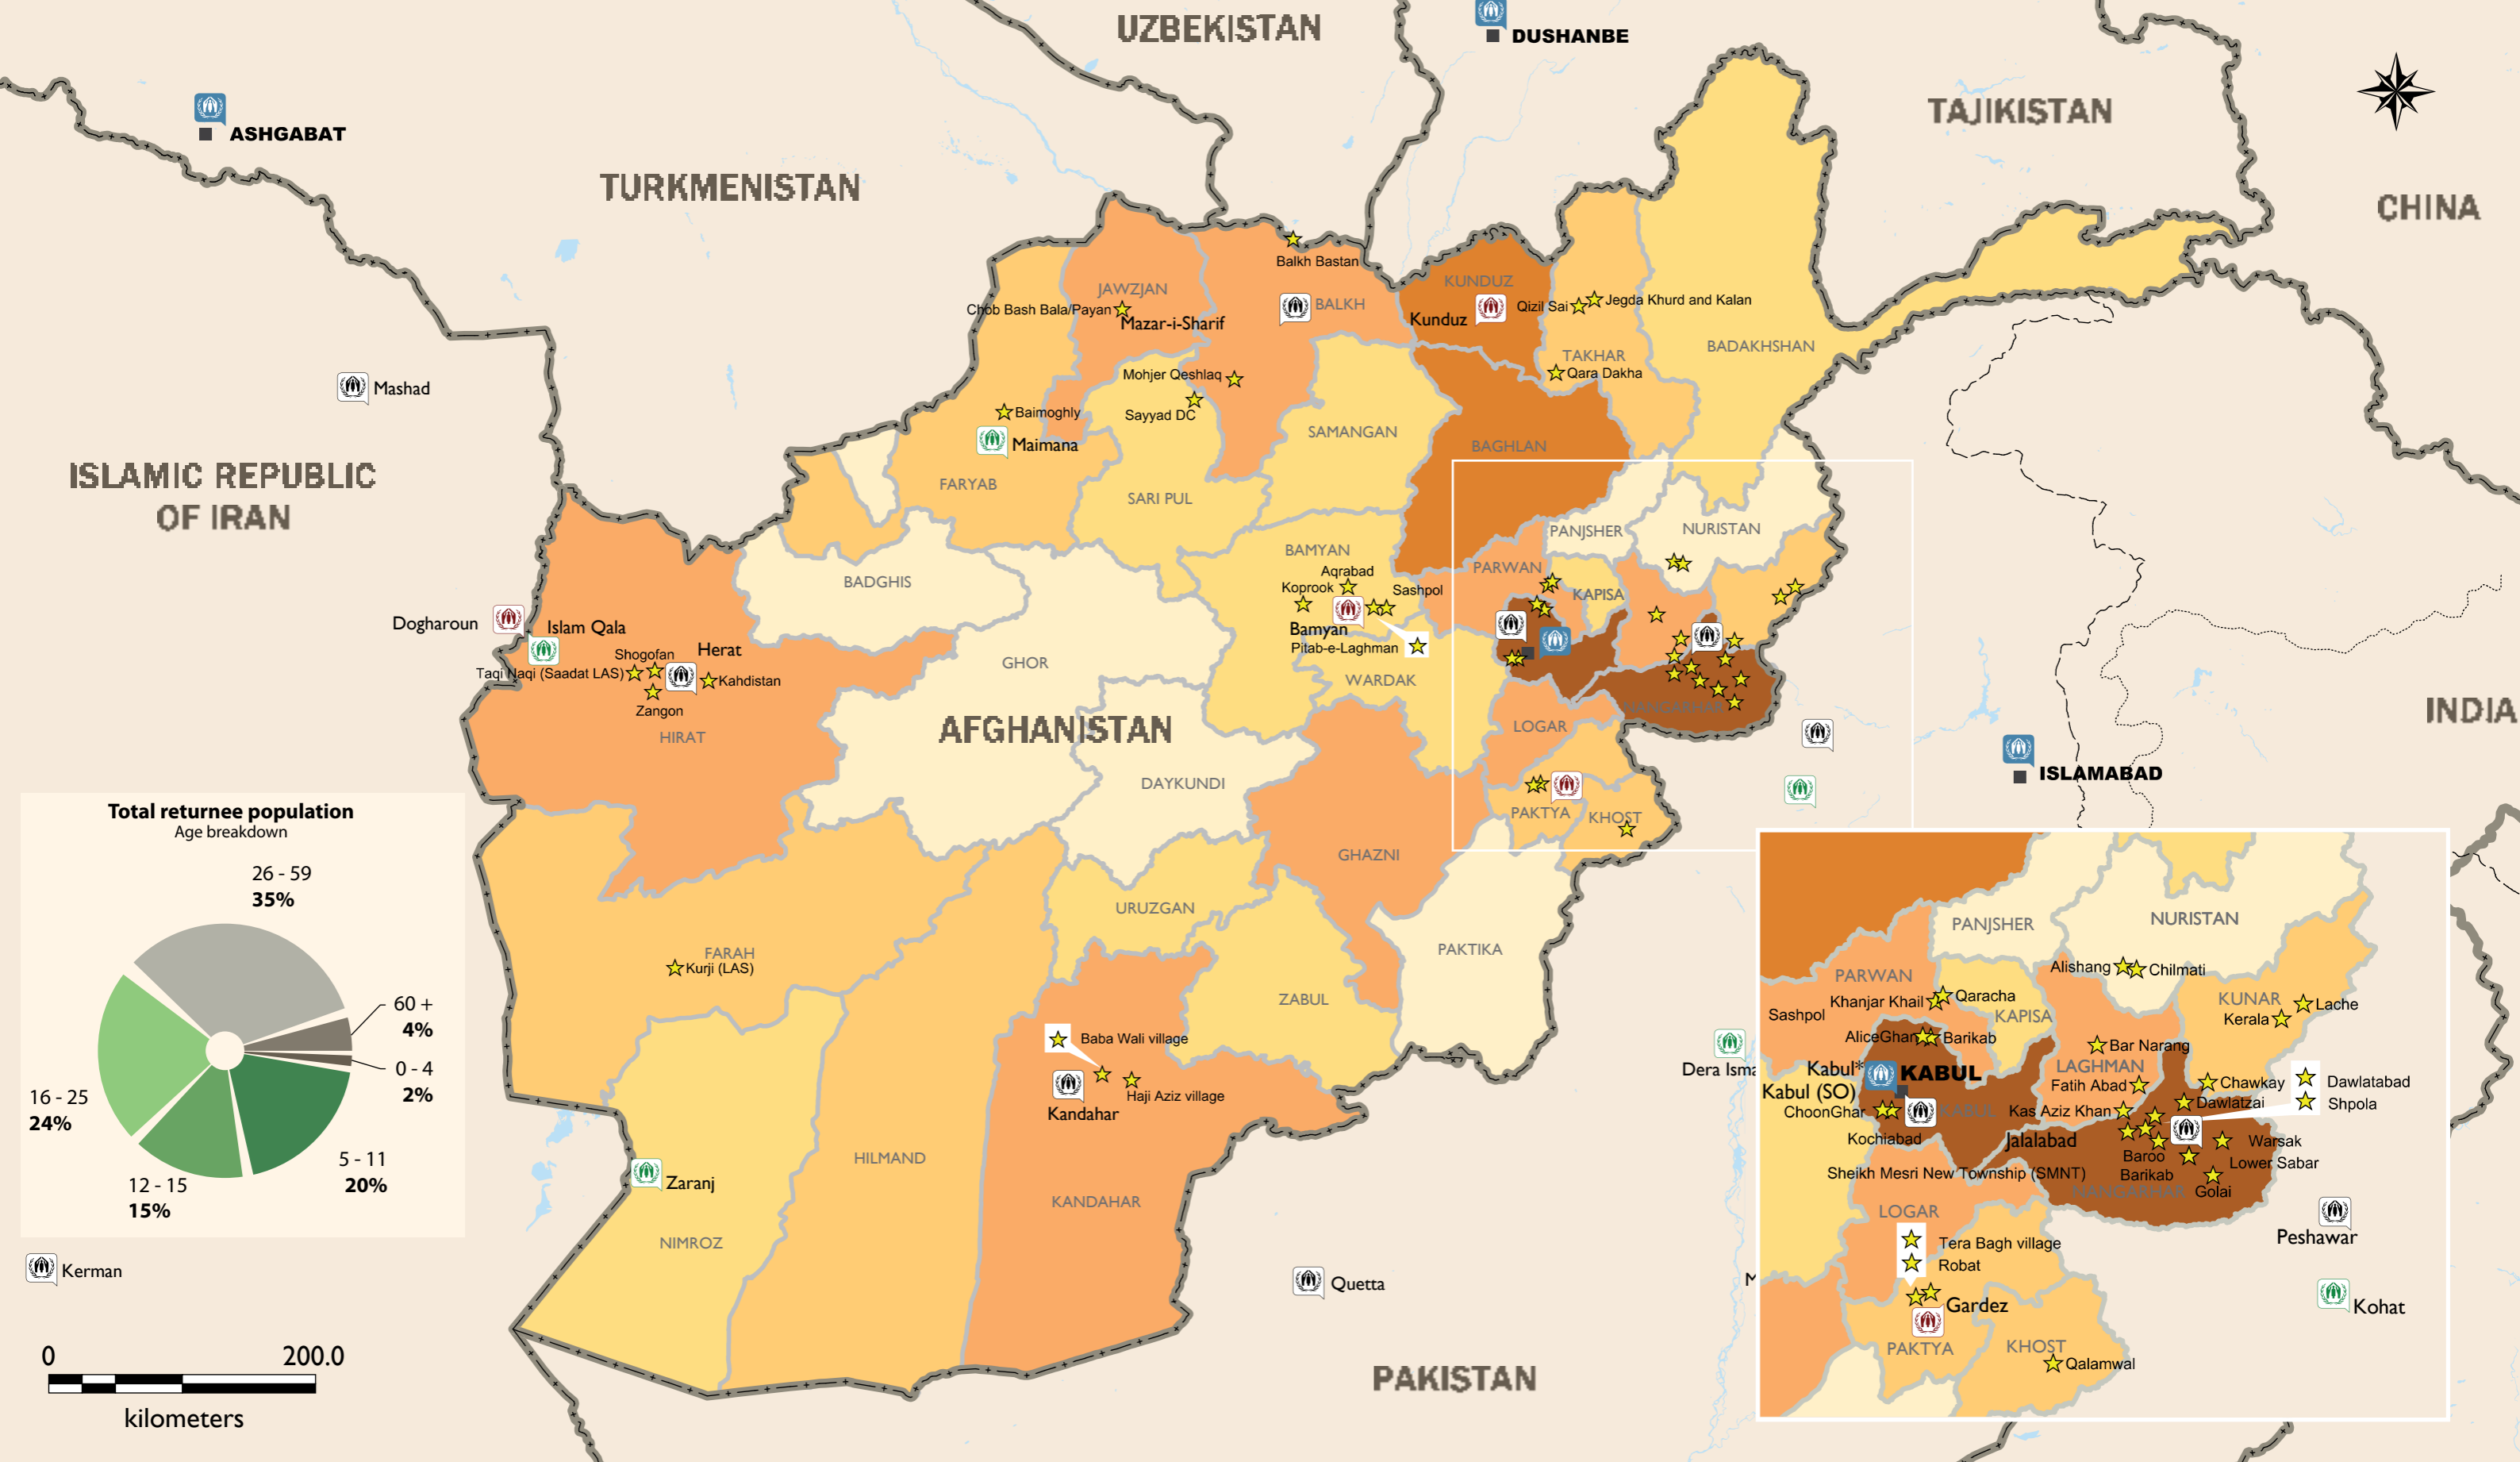 UZBEKISTAN
DUSHANBE
TAJIKISTAN
ASHGABAT
TURKMENISTAN
CHINA
Balkh Bastan
JAWZJAN
KUNDUZ
BALKH
Chob Bash Bala/Payan
Mazar-i-Sharif
Kunduz
Qizil Sai
Jegda Khurd and Kalan
BADAKHSHAN
TAKHAR
Qara Dakha
Mashad
Mohjer Qeshlaq
Sayyad DC
Baimoghly
Maimana
SAMANGAN
BAGHLAN
ISLAMIC REPUBLIC
OF IRAN
FARYAB
SARI PUL
PANJSHER
NURISTAN
BAMYAN
PARWAN
Aqrabad
Koprook
Sashpol
KAPISA
BADGHIS
Dogharoun
Islam Qala
Bamyan
Pitab-e-Laghman
Herat
Shogofan
Taqi Naqi (Saadat LAS)
Kahdistan
Zangon
GHOR
WARDAK
NANGARHAR
HIRAT
AFGHANISTAN
LOGAR
INDIA
ISLAMABAD
DAYKUNDI
PAKTYA
KHOST
GHAZNI
Total returnee population
Age breakdown
26 - 59
35%
60 +
4%
0 - 4
2%
16 - 25
24%
5 - 11
20%
12 - 15
15%
URUZGAN
FARAH
Kurji (LAS)
PAKTIKA
ZABUL
Baba Wali village
Haji Aziz village
Kandahar
Dera Isma
HILMAND
Zaranj
KANDAHAR
NIMROZ
Kerman
Quetta
M
0
200.0
kilometers
PAKISTAN
PANJSHER
NURISTAN
PARWAN
Alishang
Chilmati
Khanjar Khail
Qaracha
KUNAR
Lache
Sashpol
KAPISA
Kerala
AliceGhan
Barikab
Bar Narang
Kabul*
KABUL
LAGHMAN
Kabul (SO)
Fatih Abad
Chawkay
Dawlatabad
ChoonGhar
KABUL
Kas Aziz Khan
Dawlatzai
Shpola
Kochiabad
Jalalabad
Warsak
Baroo
Lower Sabar
Sheikh Mesri New Township (SMNT)
Barikab
NANGARHAR
Golai
LOGAR
Peshawar
Tera Bagh village
Robat
Gardez
Kohat
PAKTYA
KHOST
Qalamwal